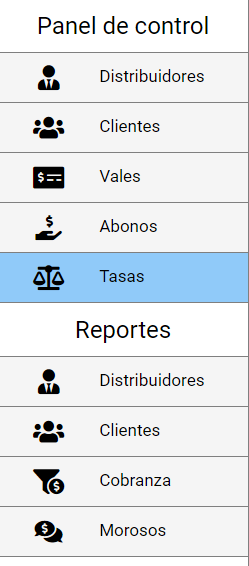 Panel de control
Distribuidores
Clientes
Vales
Abonos
Tasas
Reportes
Distribuidores
Clientes
Cobranza
Morosos